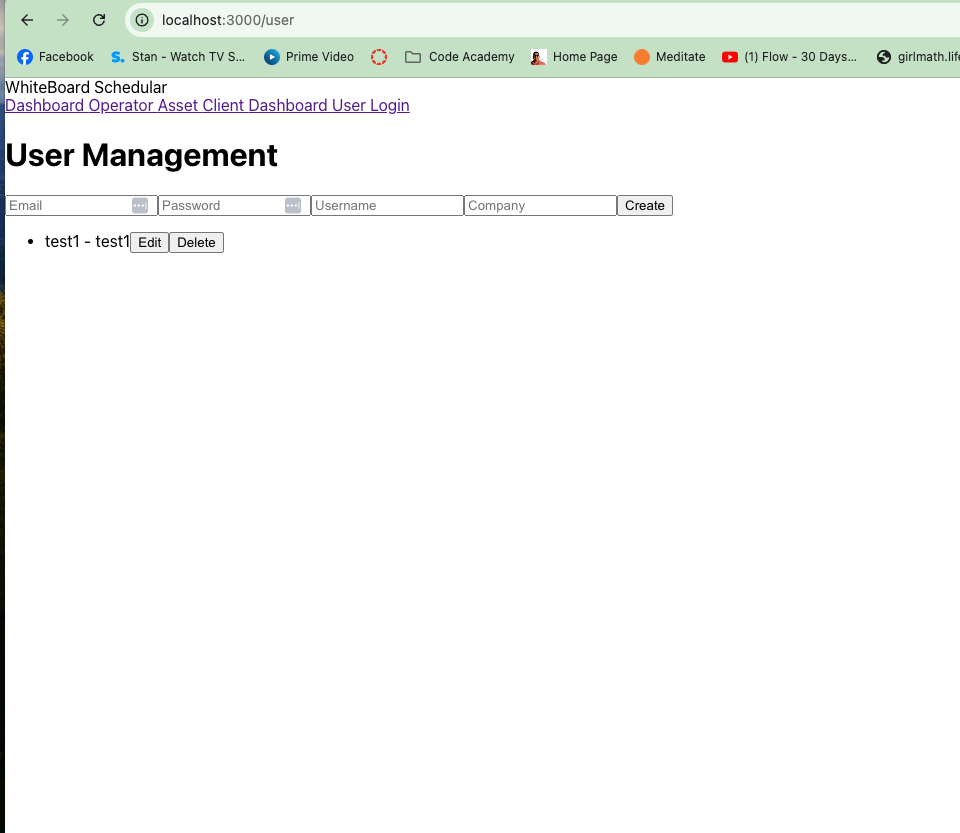 localhost:3000/user
Facebook Stan - Watch TV S... Prime Video Code Academy Home Page Meditate (1) Flow - 30 Days... girlmath.life
WhiteBoard Schedular
Dashboard Operator Asset Client Dashboard User Login
User Management
Email Password Username Company Create
test1 - test1 Edit Delete